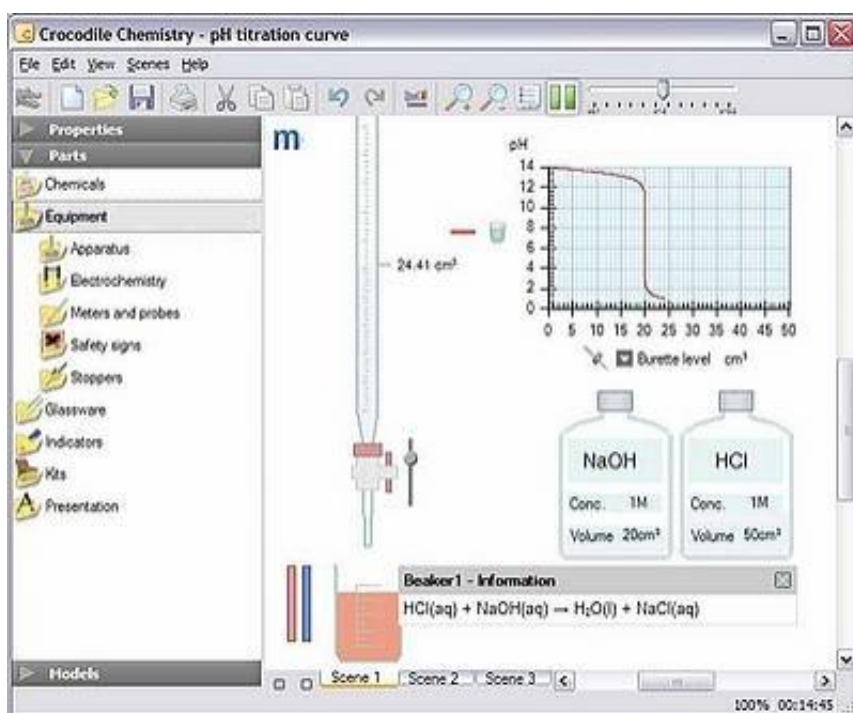 Crocodile Chemistry - pH titration curve
File Edit View Scenes Help
Properties
Parts
Chemicals
Equipment
Apparatus
Electrochemistry
Meters and probes
Safety signs
Stoppers
Glassware
Indicators
Kits
Presentation
Models
m
24.41 cm³
pH
14
12
10
8
6
4
2
0
0 5 10 15 20 25 30 35 40 45 50
Burette level cm³
NaOH
Conc. 1M
Volume 20cm³
HCl
Conc. 1M
Volume 50cm³
Beaker1 - Information
HCl(aq) + NaOH(aq) → H₂O(l) + NaCl(aq)
Scene 1 Scene 2 Scene 3
100% 00:14:45